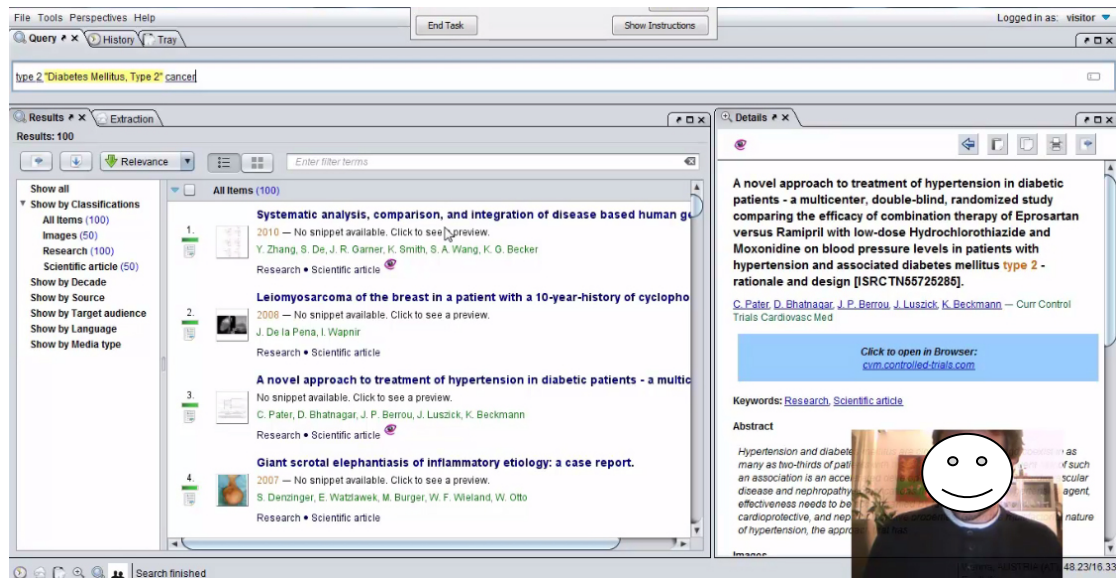 File Tools Perspectives Help
End Task
Show Instructions
Logged in as: visitor
Query
History
Tray
type 2 "Diabetes Mellitus, Type 2" cancer
Results
Extraction
Results: 100
Relevance
Enter filter terms
Show all
Show by Classifications
All Items (100)
Images (50)
Research (100)
Scientific article (50)
Show by Decade
Show by Source
Show by Target audience
Show by Language
Show by Media type
All Items (100)
1.
Systematic analysis, comparison, and integration of disease based human ge
2010 — No snippet available. Click to see a preview.
Y. Zhang, S. De, J. R. Garner, K. Smith, S. A. Wang, K. G. Becker
Research • Scientific article
2.
Leiomyosarcoma of the breast in a patient with a 10-year-history of cyclopho
2008 — No snippet available. Click to see a preview.
J. De la Pena, I. Wapnir
Research • Scientific article
3.
A novel approach to treatment of hypertension in diabetic patients - a multic
No snippet available. Click to see a preview.
C. Pater, D. Bhatnagar, J. P. Berrou, J. Luszick, K. Beckmann
Research • Scientific article
4.
Giant scrotal elephantiasis of inflammatory etiology: a case report.
2007 — No snippet available. Click to see a preview.
S. Denzinger, E. Watzlawek, M. Burger, W. F. Wieland, W. Otto
Research • Scientific article
Details
A novel approach to treatment of hypertension in diabetic
patients - a multicenter, double-blind, randomized study
comparing the efficacy of combination therapy of Eprosartan
versus Ramipril with low-dose Hydrochlorothiazide and
Moxonidine on blood pressure levels in patients with
hypertension and associated diabetes mellitus type 2 -
rationale and design [ISRCTN55725285].
C. Pater, D. Bhatnagar, J. P. Berrou, J. Luszick, K. Beckmann — Curr Control
Trials Cardiovasc Med
Click to open in Browser:
cvm.controlled-trials.com
Keywords: Research, Scientific article
Abstract
Hypertension and diabete as
many as two-thirds of pati of such
an association is an accel scular
disease and nephropathy agent,
effectiveness needs to be
cardioprotective, and nep nature
of hypertension, the appro
Images
Search finished
48.23/16.33